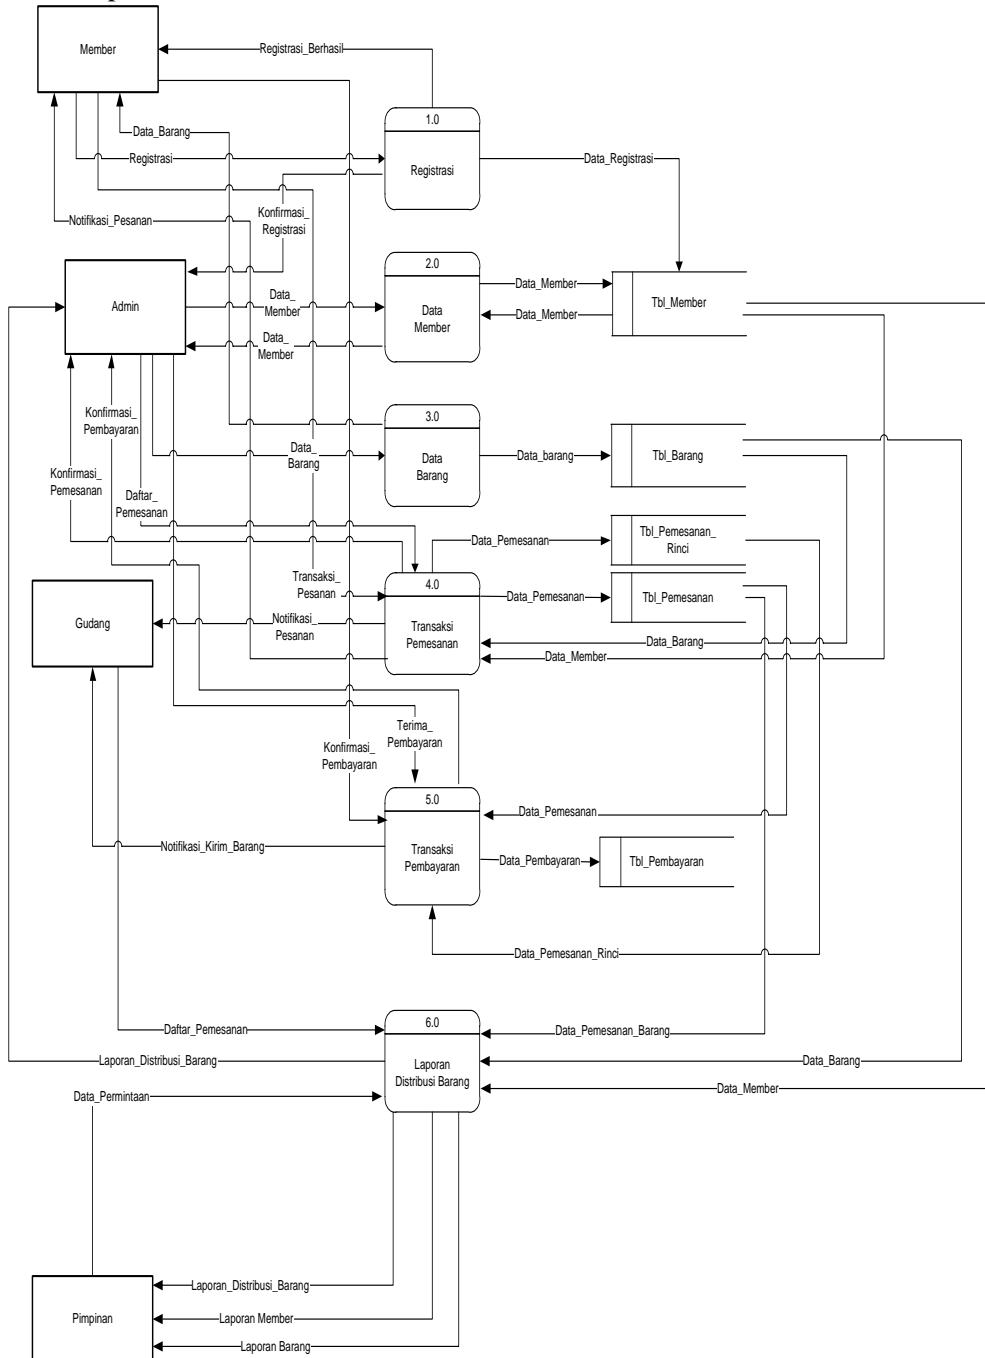 Member
Registrasi_Berhasil
1.0
Data_Barang
Registrasi
Registrasi
Data_Registrasi
Konfirmasi_
Registrasi
Notifikasi_Pesanan
2.0
Admin
Data_
Member
Data
Member
Data_Member
Data_Member
Tbl_Member
Data_
Member
3.0
Konfirmasi_
Pembayaran
Data_
Barang
Data
Barang
Data_barang
Tbl_Barang
Konfirmasi_
Pemesanan
Daftar_
Pemesanan
Data_Pemesanan
Tbl_Pemesanan_
Rinci
Transaksi_
Pesanan
4.0
Data_Pemesanan
Tbl_Pemesanan
Gudang
Notifikasi_
Pesanan
Transaksi
Pemesanan
Data_Barang
Data_Member
Terima_
Pembayaran
Konfirmasi_
Pembayaran
5.0
Data_Pemesanan
Notifikasi_Kirim_Barang
Transaksi
Pembayaran
Data_Pembayaran
Tbl_Pembayaran
Data_Pemesanan_Rinci
6.0
Daftar_Pemesanan
Data_Pemesanan_Barang
Laporan_Distribusi_Barang
Laporan
Distribusi Barang
Data_Barang
Data_Permintaan
Data_Member
Laporan_Distribusi_Barang
Pimpinan
Laporan Member
Laporan Barang